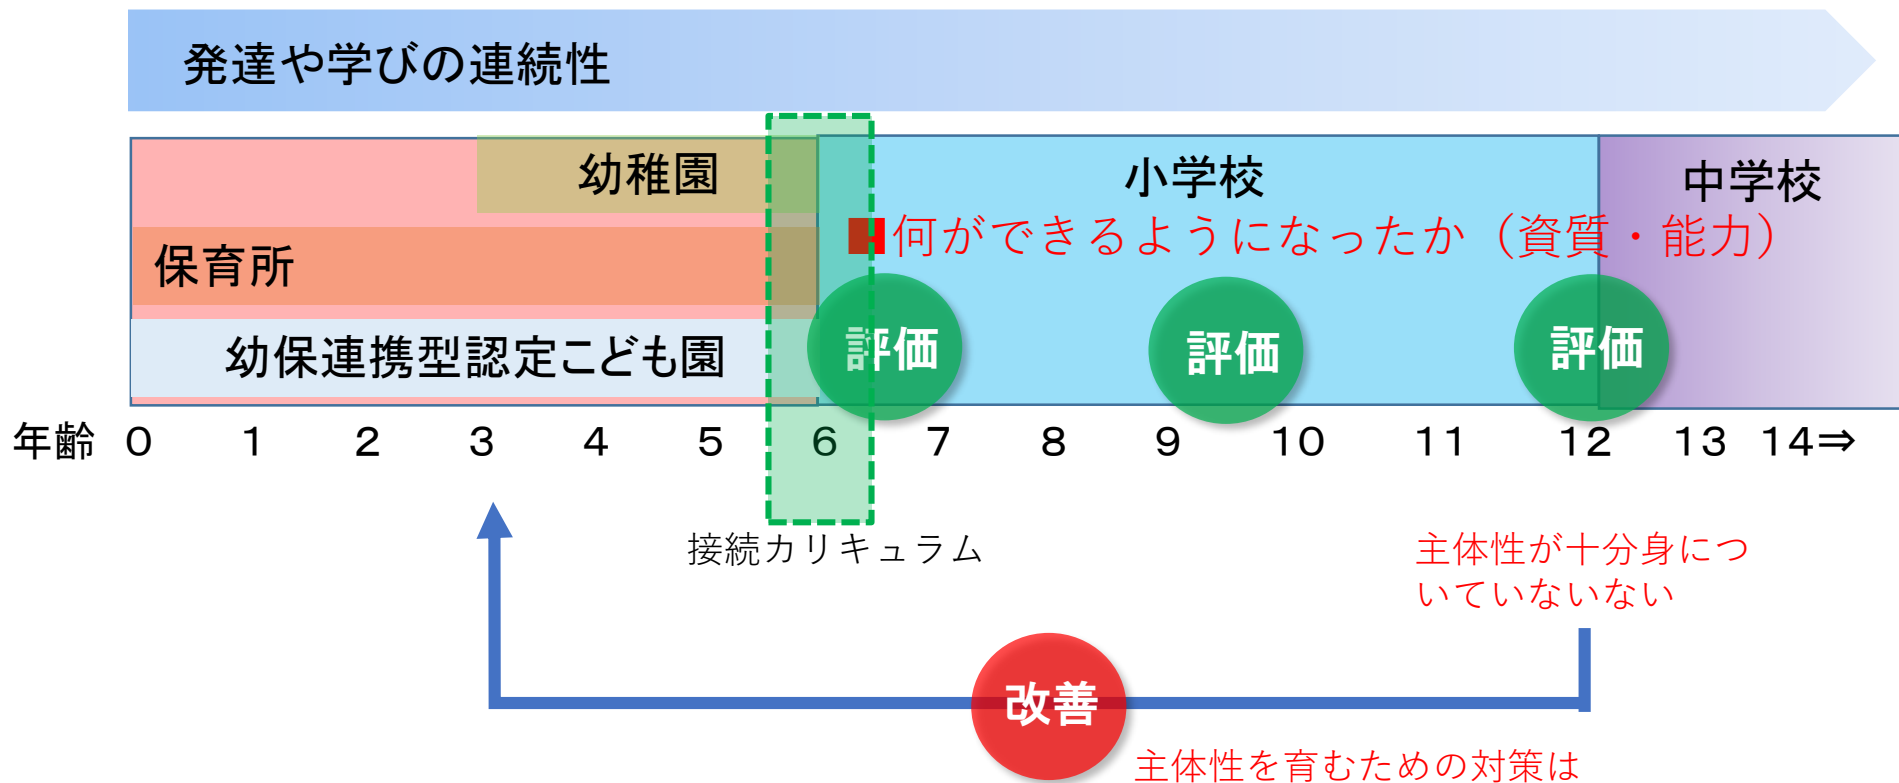 発達や学びの連続性
幼稚園
小学校
中学校
■何ができるようになったか（資質・能力）
保育所
評価
評価
評価
幼保連携型認定こども園
年齢 0 1 2 3 4 5 6 7 8 9 10 11 12 13 14⇒
接続カリキュラム
主体性が十分身につ
いていないない
改善
主体性を育むための対策は